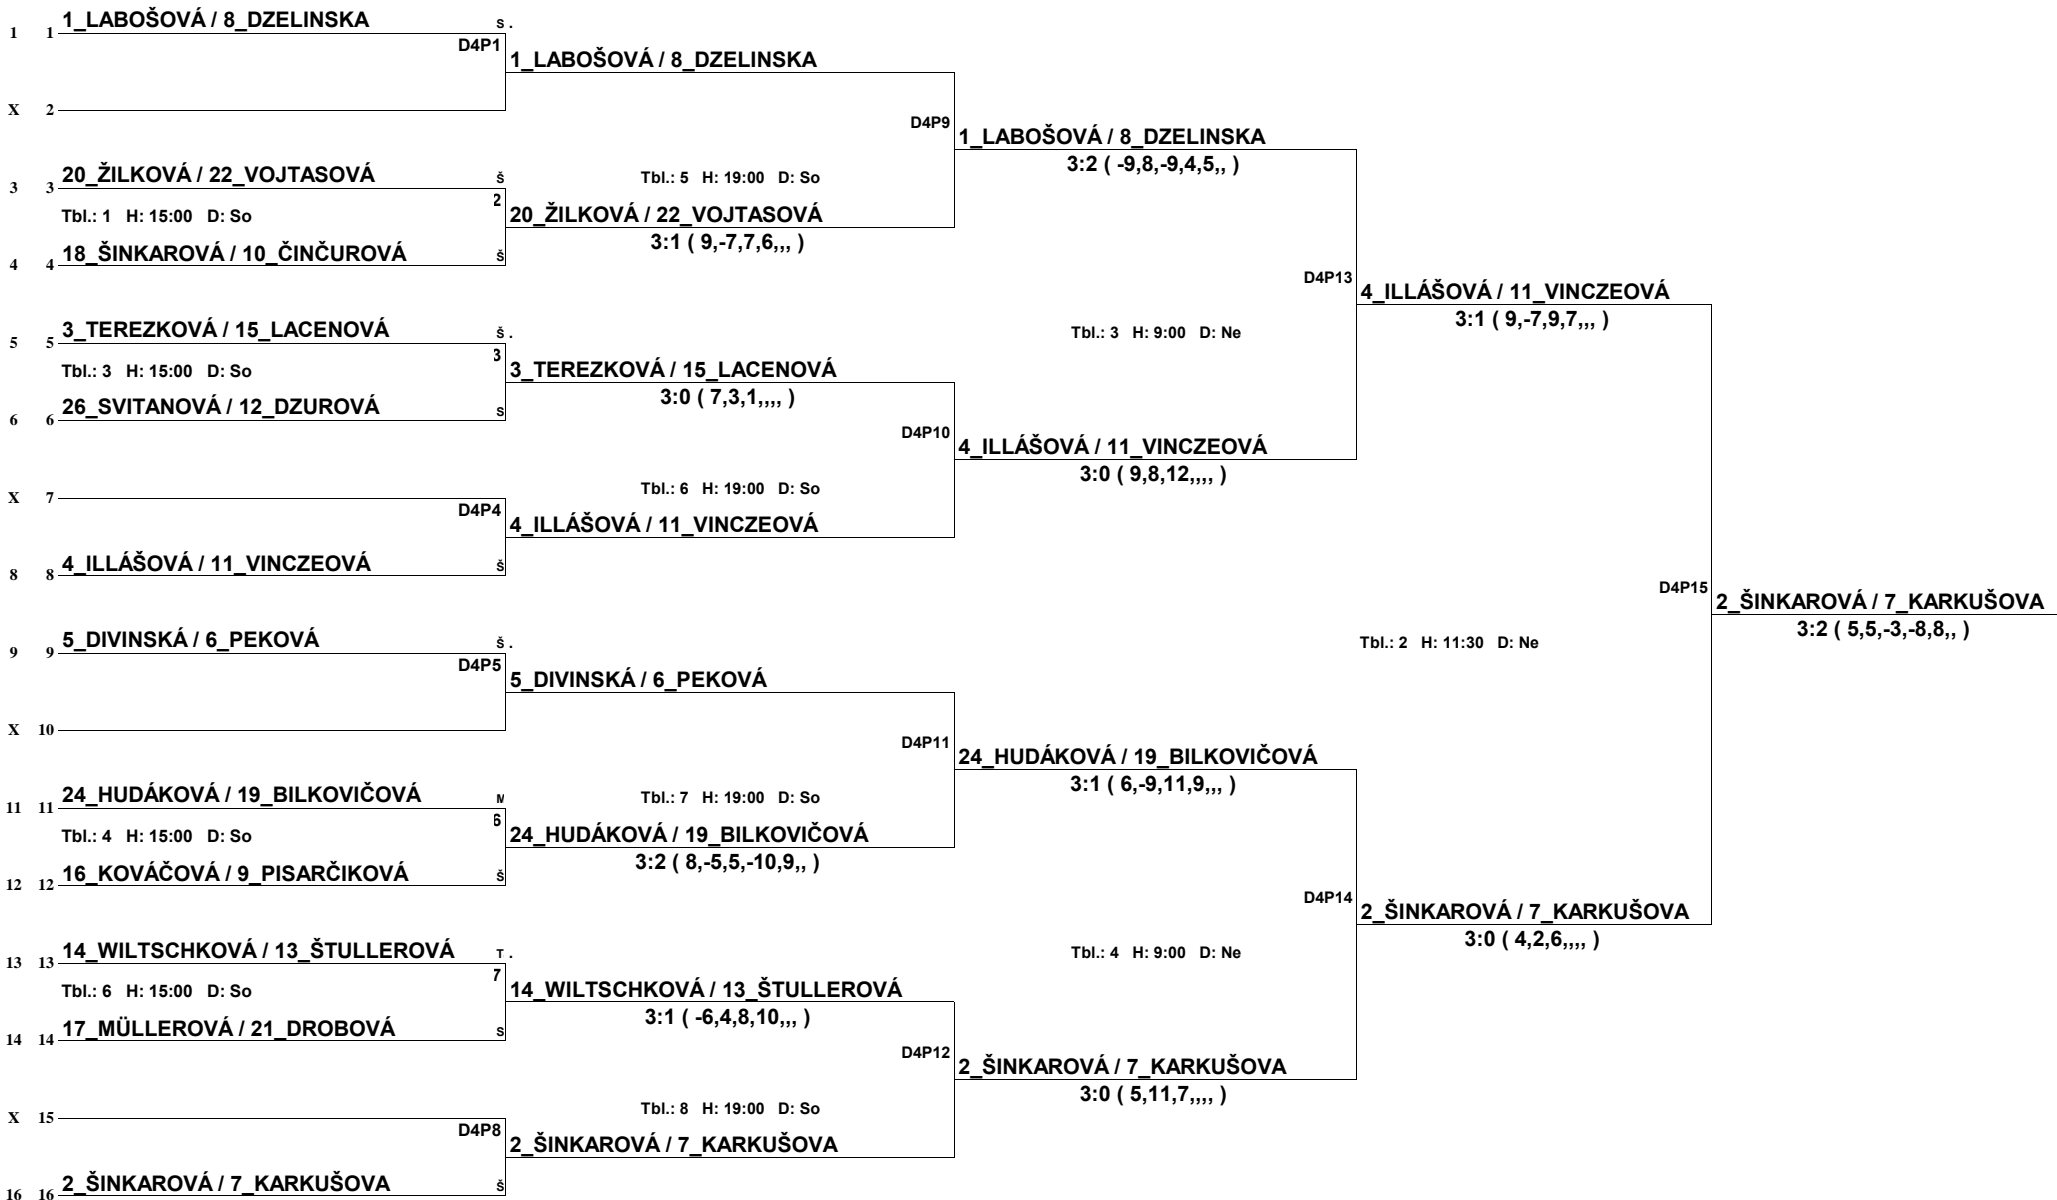 1 1 1_LABOŠOVÁ / 8_DZELINSKA S .
D4P1
1_LABOŠOVÁ / 8_DZELINSKA
X 2
D4P9
1_LABOŠOVÁ / 8_DZELINSKA
3:2 ( -9,8,-9,4,5,, )
3 3 20_ŽILKOVÁ / 22_VOJTASOVÁ Š
Tbl.: 5 H: 19:00 D: So
2
Tbl.: 1 H: 15:00 D: So
20_ŽILKOVÁ / 22_VOJTASOVÁ
3:1 ( 9,-7,7,6,,, )
4 4 18_ŠINKAROVÁ / 10_ČINČUROVÁ Š
D4P13
4_ILLÁŠOVÁ / 11_VINCZEOVÁ
3:1 ( 9,-7,9,7,,, )
5 5 3_TEREZKOVÁ / 15_LACENOVÁ Š .
Tbl.: 3 H: 9:00 D: Ne
3
Tbl.: 3 H: 15:00 D: So
3_TEREZKOVÁ / 15_LACENOVÁ
3:0 ( 7,3,1,,,, )
6 6 26_SVITANOVÁ / 12_DZUROVÁ S
D4P10
4_ILLÁŠOVÁ / 11_VINCZEOVÁ
3:0 ( 9,8,12,,,, )
X 7
Tbl.: 6 H: 19:00 D: So
D4P4
4_ILLÁŠOVÁ / 11_VINCZEOVÁ
8 8 4_ILLÁŠOVÁ / 11_VINCZEOVÁ Š
D4P15
2_ŠINKAROVÁ / 7_KARKUŠOVA
3:2 ( 5,5,-3,-8,8,, )
9 9 5_DIVINSKÁ / 6_PEKOVÁ Š .
Tbl.: 2 H: 11:30 D: Ne
D4P5
5_DIVINSKÁ / 6_PEKOVÁ
X 10
D4P11
24_HUDÁKOVÁ / 19_BILKOVIČOVÁ
3:1 ( 6,-9,11,9,,, )
11 11 24_HUDÁKOVÁ / 19_BILKOVIČOVÁ M
Tbl.: 7 H: 19:00 D: So
6
Tbl.: 4 H: 15:00 D: So
24_HUDÁKOVÁ / 19_BILKOVIČOVÁ
3:2 ( 8,-5,5,-10,9,, )
12 12 16_KOVÁČOVÁ / 9_PISARČIKOVÁ Š
D4P14
2_ŠINKAROVÁ / 7_KARKUŠOVA
3:0 ( 4,2,6,,,, )
13 13 14_WILTSCHKOVÁ / 13_ŠTULLEROVÁ T .
Tbl.: 4 H: 9:00 D: Ne
7
Tbl.: 6 H: 15:00 D: So
14_WILTSCHKOVÁ / 13_ŠTULLEROVÁ
3:1 ( -6,4,8,10,,, )
14 14 17_MÜLLEROVÁ / 21_DROBOVÁ S
D4P12
2_ŠINKAROVÁ / 7_KARKUŠOVA
3:0 ( 5,11,7,,,, )
X 15
Tbl.: 8 H: 19:00 D: So
D4P8
2_ŠINKAROVÁ / 7_KARKUŠOVA
16 16 2_ŠINKAROVÁ / 7_KARKUŠOVA Š